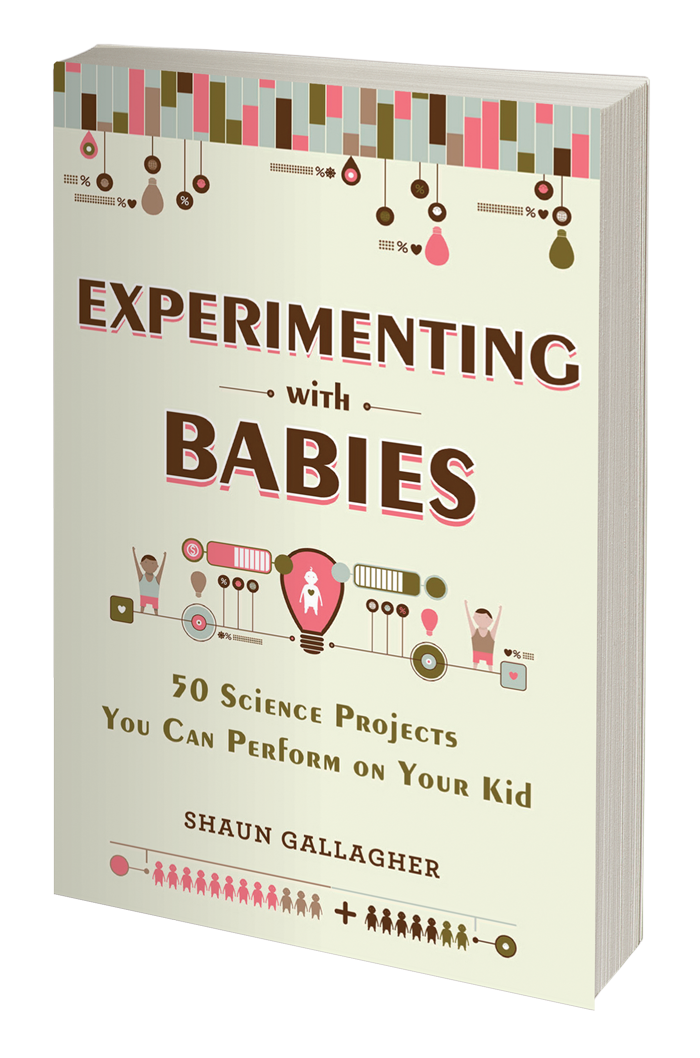 EXPERIMENTING
with
BABIES
50 Science Projects
You Can Perform on Your Kid
SHAUN GALLAGHER